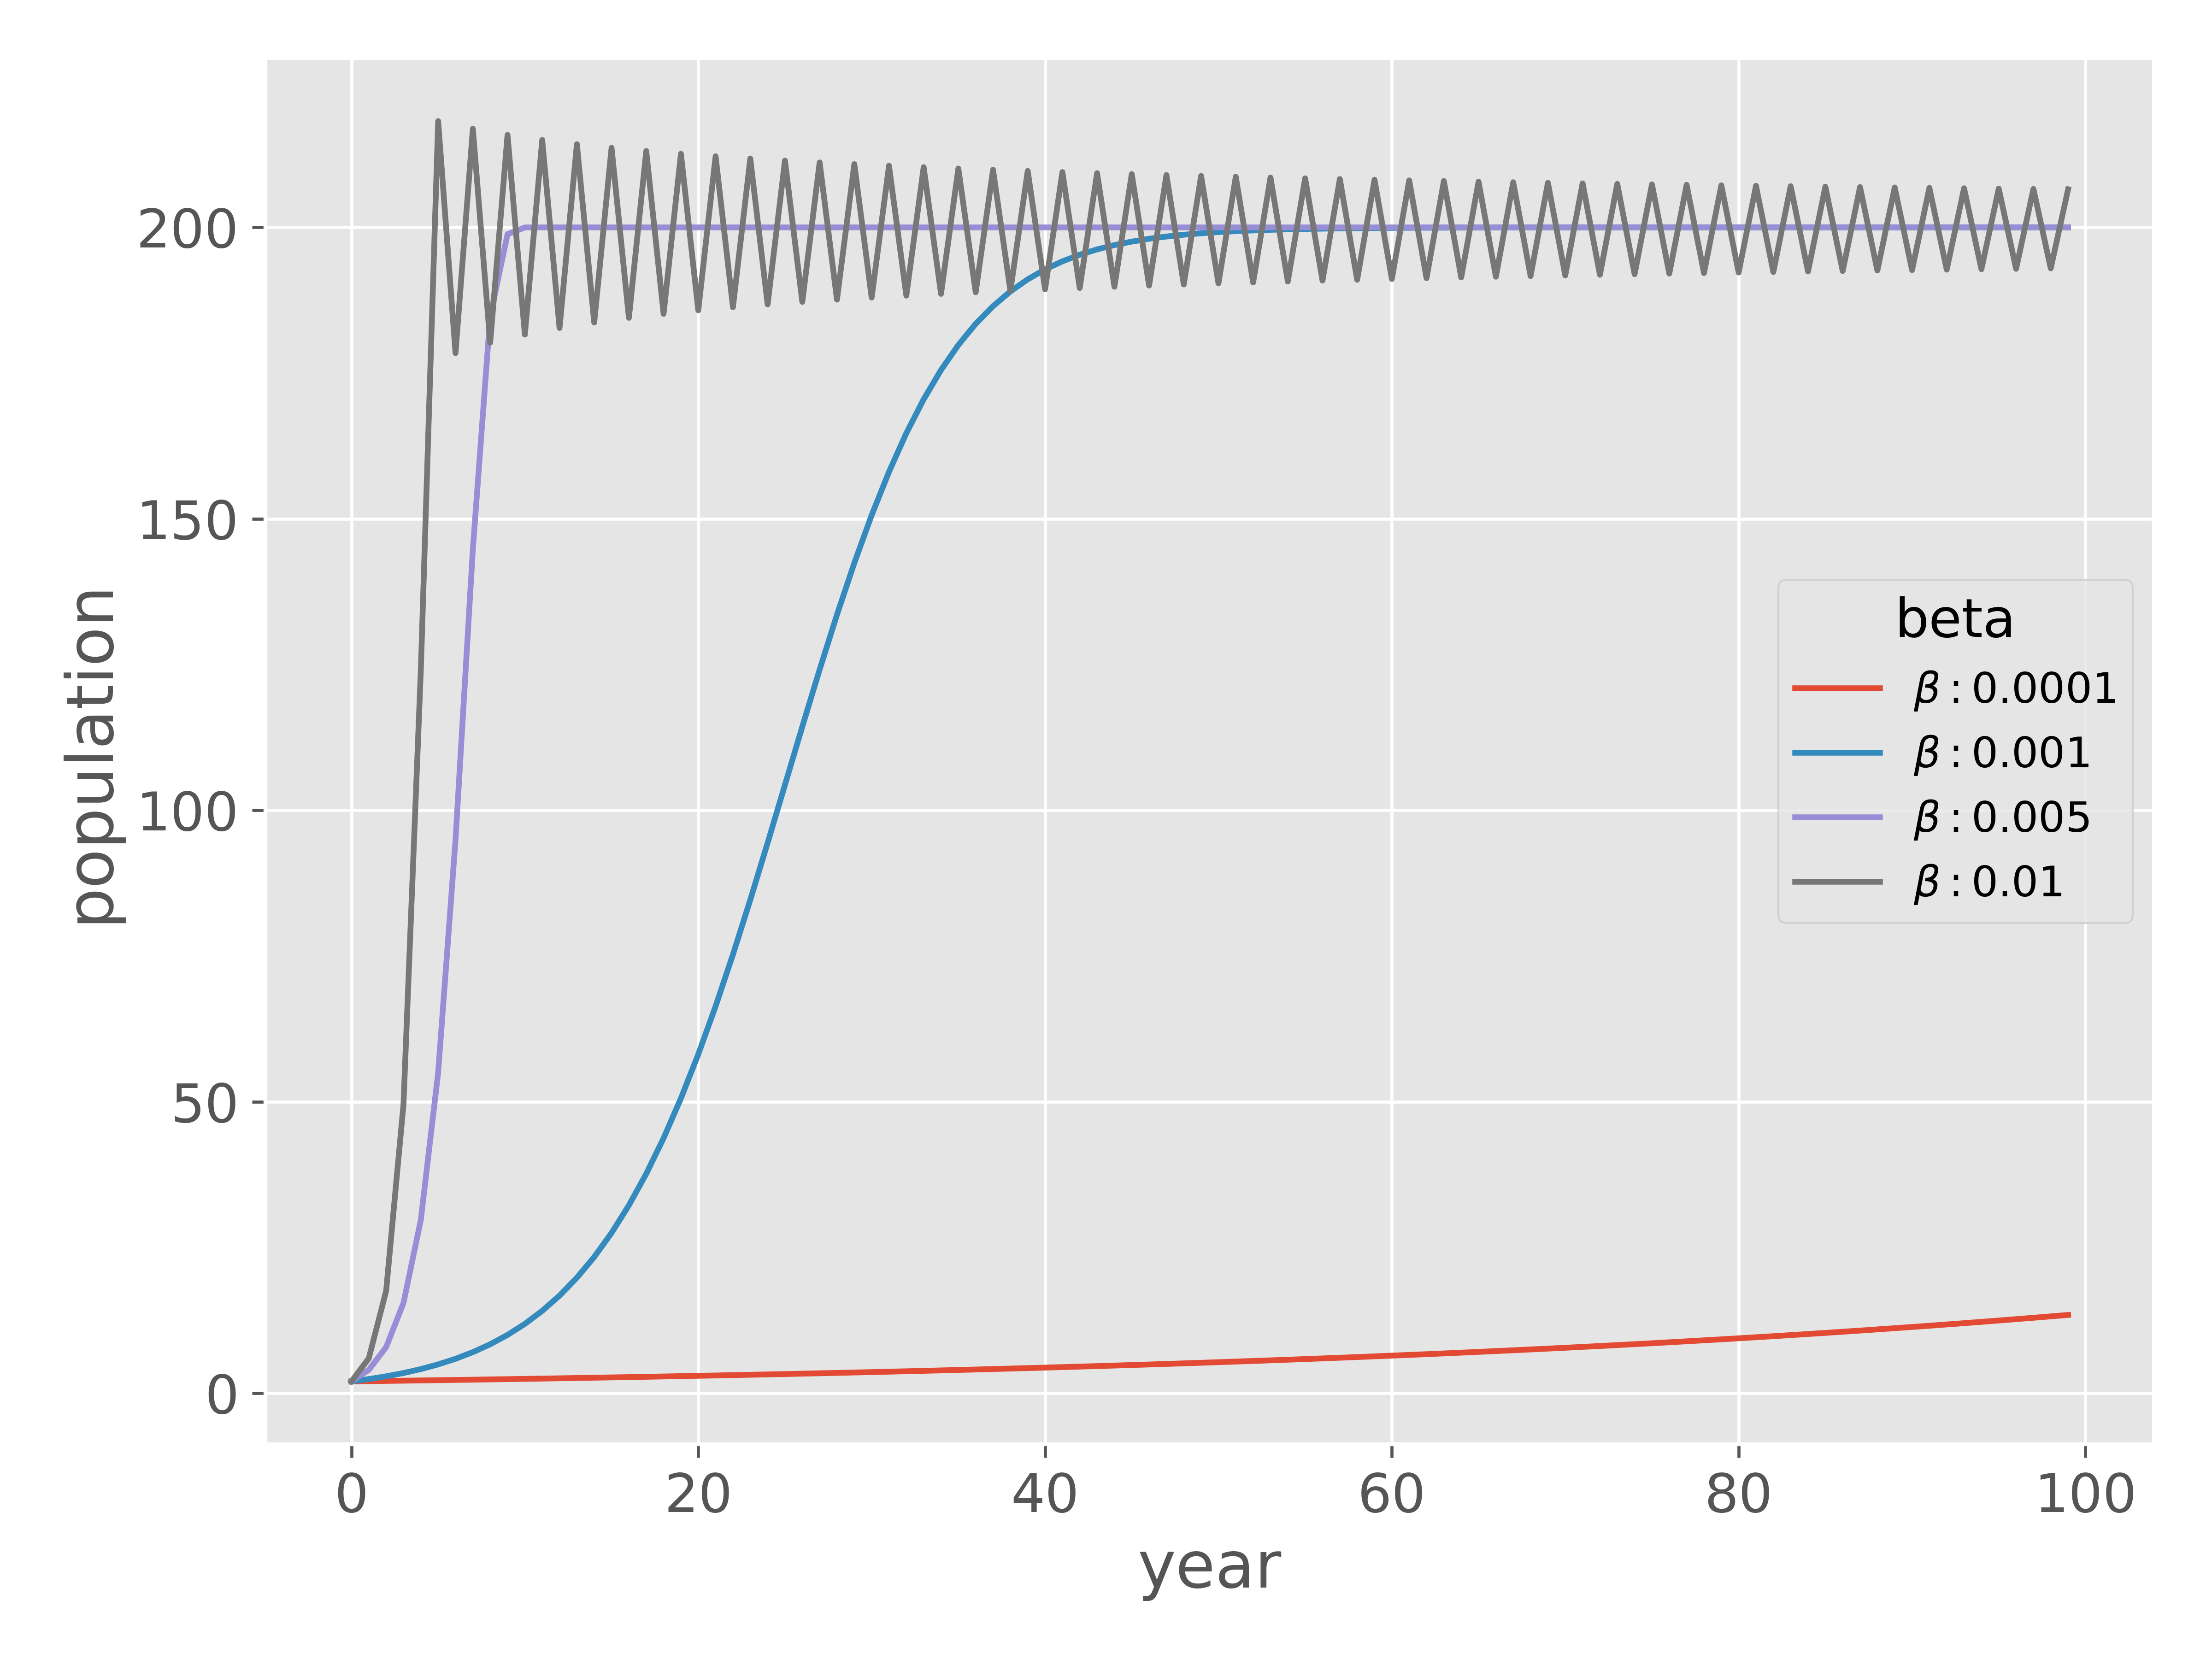 200
150
100
50
0
population
0 20 40 60 80 100
year
beta
β : 0.0001
β : 0.001
β : 0.005
β : 0.01